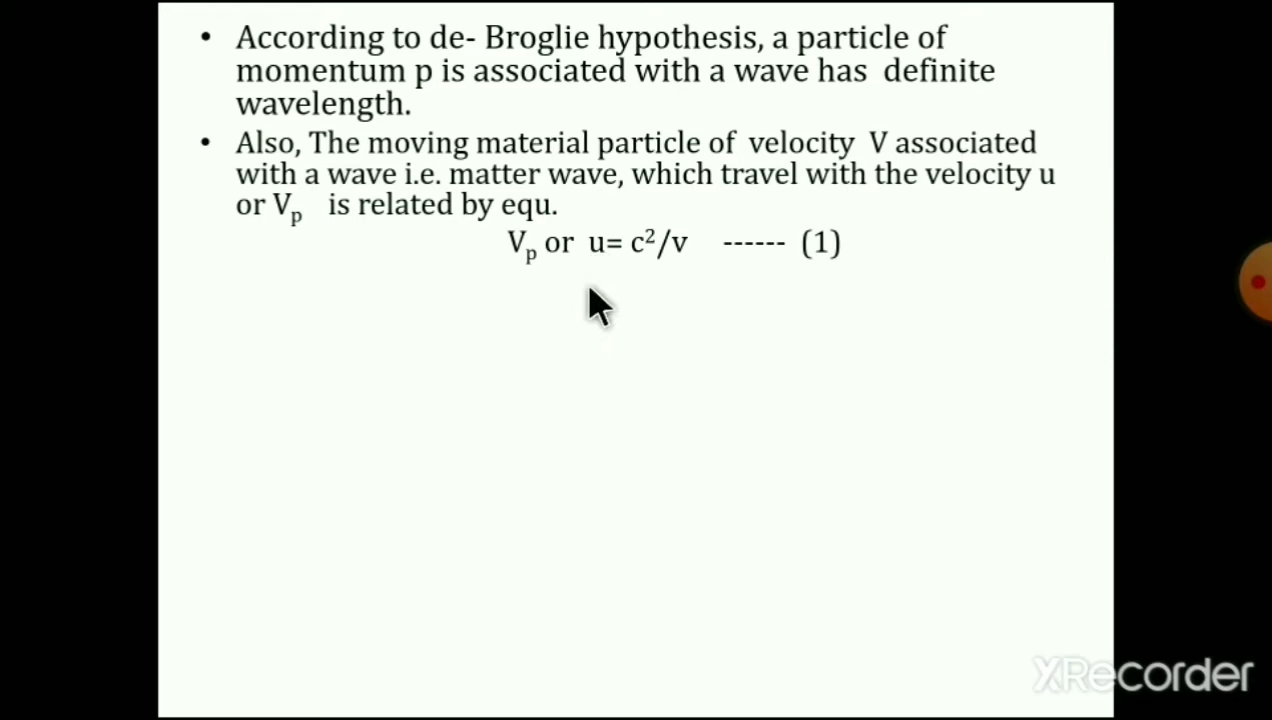 • According to de- Broglie hypothesis, a particle of
momentum p is associated with a wave has definite
wavelength.
• Also, The moving material particle of velocity V associated
with a wave i.e. matter wave, which travel with the velocity u
or Vₚ is related by equ.
Vₚ or u= c²/v ------ (1)
XRecorder